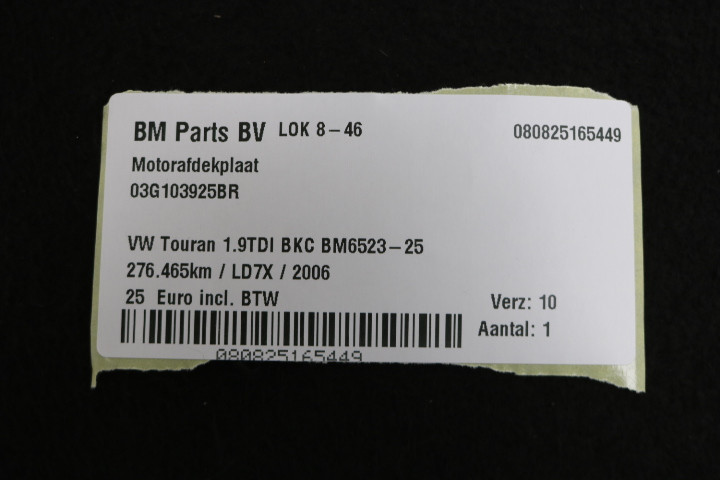 BM Parts BV LOK 8-46 080825165449
Motorafdekplaat
03G103925BR
VW Touran 1.9TDI BKC BM6523-25
276.465km / LD7X / 2006
25 Euro incl. BTW
Verz: 10
Aantal: 1
080825165449